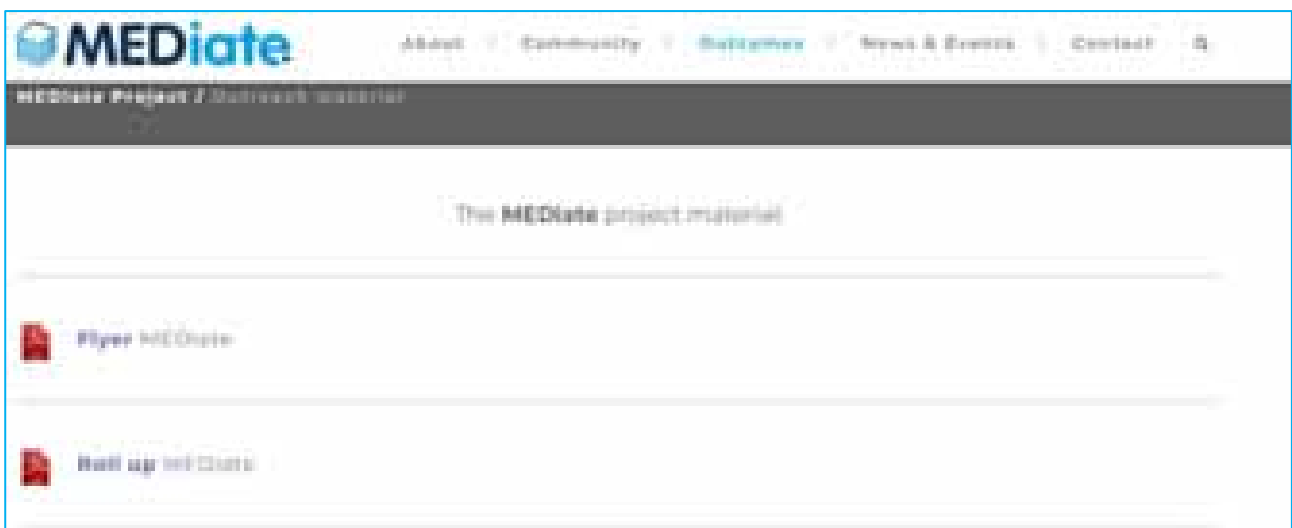 MEDiate
About / Community / Outcomes / News & Events / Contact
MEDiate Project / Outreach material
The MEDiate project material
Flyer MEDiate
Roll up MEDiate